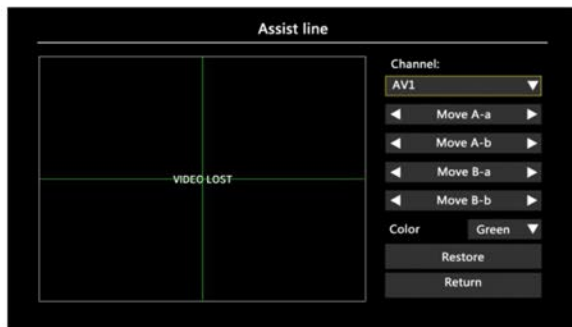 Assist line
VIDEO LOST
Channel:
AV1
Move A-a
Move A-b
Move B-a
Move B-b
Color Green
Restore
Return